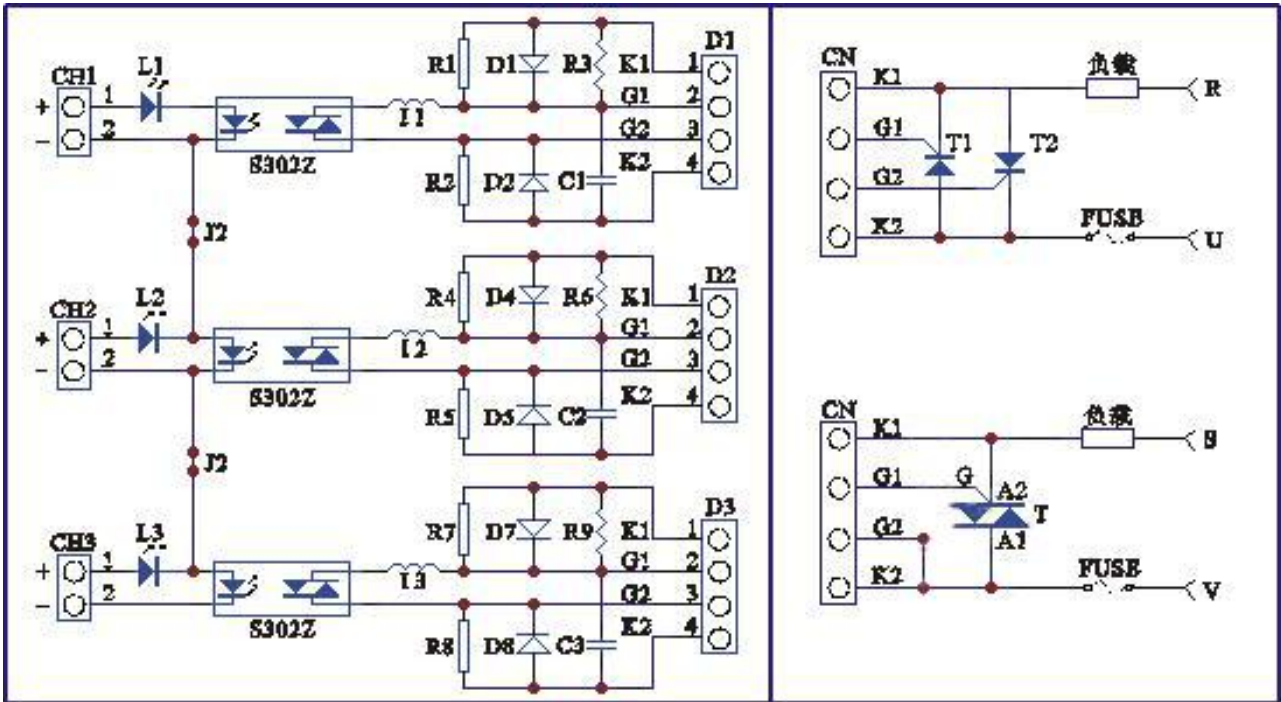 CH1
+
1
-
2
L1
S302Z
I1
R1
D1
R3
R2
D2
C1
D1
K1 1
G1 2
G2 3
K2 4
J2
CH2
+
1
-
2
L2
S302Z
I2
R4
D4
R6
R5
D5
C2
D2
K1 1
G1 2
G2 3
K2 4
J2
CH3
+
1
-
2
L3
S302Z
I3
R7
D7
R9
R8
D8
C3
D3
K1 1
G1 2
G2 3
K2 4
CN
K1
G1
G2
K2
T1
T2
负载
R
FUSE
U
CN
K1
G1
G2
K2
G
A2
T
A1
负载
S
FUSE
V